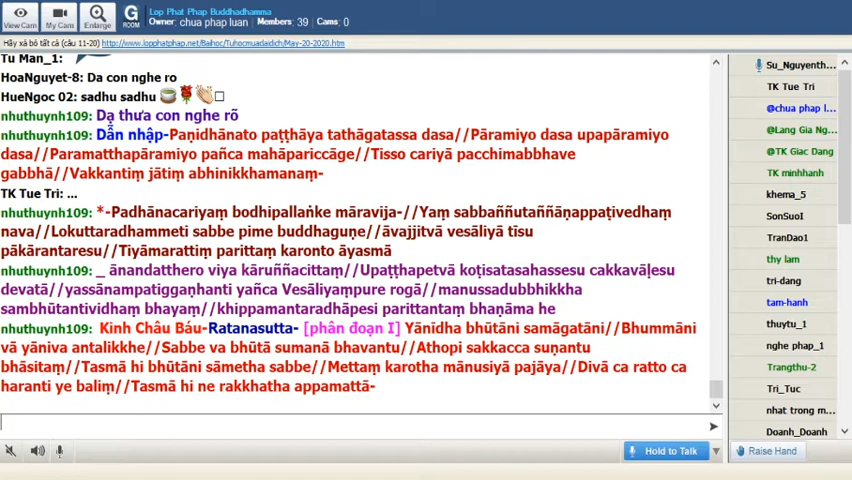 View Cam
My Cam
Enlarge
G ROOM
Lop Phat Phap Buddhadhamma
Owner: chua phap luan Members: 39 Cams: 0
Hãy xả bỏ tất cả (câu 11-20) http://www.lopphatphap.net/Baihoc/Tuhocmuadaidich/May-20-2020.htm
Tu Man_1:
HoaNguyet-8: Da con nghe ro
HueNgoc 02: sadhu sadhu
nhuthuynh109: Dạ thưa con nghe rõ
nhuthuynh109: Dẫn nhập-Paṇidhānato paṭṭhāya tathāgatassa dasa//Pāramiyo dasa upapāramiyo
dasa//Paramatthapāramiyo pañca mahāpariccāge//Tisso cariyā pacchimabbhave
gabbhā//Vakkantiṃ jātiṃ abhinikkhamanaṃ-
TK Tue Tri: ...
nhuthuynh109: *-Padhānacariyaṃ bodhipallaṅke māravija-//Yaṃ sabbaññutaññāṇappaṭivedhaṃ
nava//Lokuttaradhammeti sabbe pime buddhaguṇe//āvajjitvā vesāliyā tīsu
pākārantaresu//Tiyāmarattiṃ parittaṃ karonto āyasmā
nhuthuynh109: _ ānandatthero viya kāruññacittaṃ//Upaṭṭhapetvā koṭisatasahassesu cakkavāḷesu
devatā//yassānampatiggaṇhanti yañca Vesāliyaṃpure rogā//manussadubbhikkha
sambhūtantividhaṃ bhayaṃ//khippamantaradhāpesi parittantaṃ bhaṇāma he
nhuthuynh109: Kinh Châu Báu-Ratanasutta- [phân đoạn I] Yānīdha bhūtāni samāgatāni//Bhummāni
vā yāniva antalikkhe//Sabbe va bhūtā sumanā bhavantu//Athopi sakkacca suṇantu
bhāsitaṃ//Tasmā hi bhūtāni sāmetha sabbe//Mettaṃ karotha mānusiyā pajāya//Divā ca ratto ca
haranti ye baliṃ//Tasmā hi ne rakkhatha appamattā-
Hold to Talk
Raise Hand
Su_Nguyenth...
TK Tue Tri
@chua phap l...
@Lang Gia Ng...
@TK Giac Dang
TK minhhanh
khema_5
SonSuoI
TranDao1
thy lam
tri-dang
tam-hanh
thuytu_1
nghe phap_1
Trangthu-2
Tri_Tuc
nhat trong m...
Doanh_Doanh